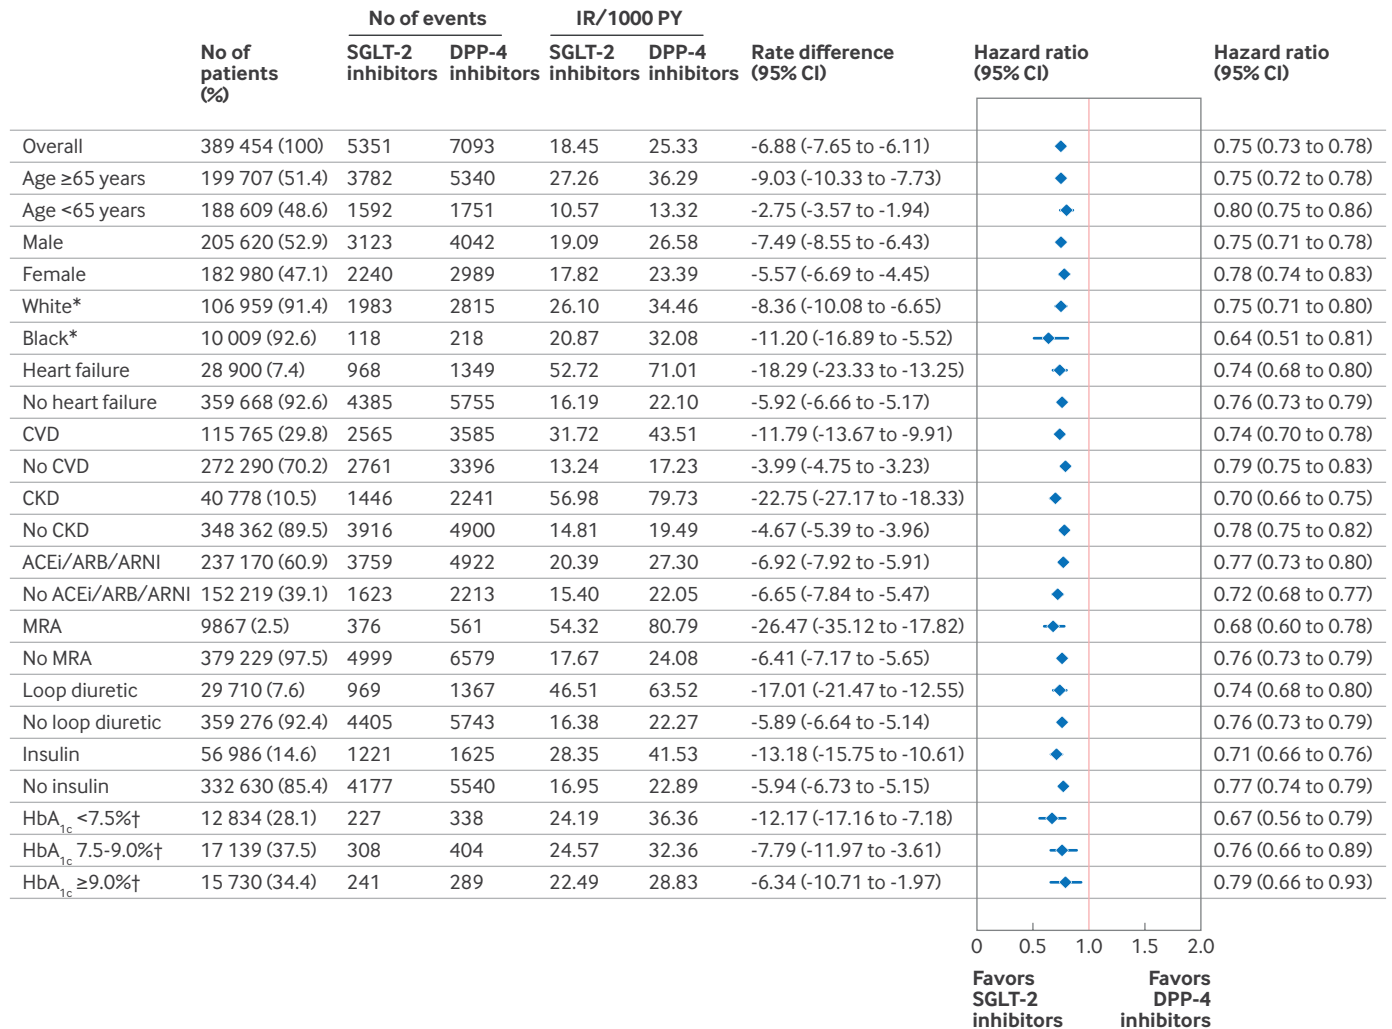 No of events IR/1000 PY
No of patients (%) SGLT-2 inhibitors DPP-4 inhibitors SGLT-2 inhibitors DPP-4 inhibitors Rate difference (95% CI) Hazard ratio (95% CI) Hazard ratio (95% CI)
Overall 389 454 (100) 5351 7093 18.45 25.33 -6.88 (-7.65 to -6.11) 0.75 (0.73 to 0.78)
Age ≥65 years 199 707 (51.4) 3782 5340 27.26 36.29 -9.03 (-10.33 to -7.73) 0.75 (0.72 to 0.78)
Age <65 years 188 609 (48.6) 1592 1751 10.57 13.32 -2.75 (-3.57 to -1.94) 0.80 (0.75 to 0.86)
Male 205 620 (52.9) 3123 4042 19.09 26.58 -7.49 (-8.55 to -6.43) 0.75 (0.71 to 0.78)
Female 182 980 (47.1) 2240 2989 17.82 23.39 -5.57 (-6.69 to -4.45) 0.78 (0.74 to 0.83)
White* 106 959 (91.4) 1983 2815 26.10 34.46 -8.36 (-10.08 to -6.65) 0.75 (0.71 to 0.80)
Black* 10 009 (92.6) 118 218 20.87 32.08 -11.20 (-16.89 to -5.52) 0.64 (0.51 to 0.81)
Heart failure 28 900 (7.4) 968 1349 52.72 71.01 -18.29 (-23.33 to -13.25) 0.74 (0.68 to 0.80)
No heart failure 359 668 (92.6) 4385 5755 16.19 22.10 -5.92 (-6.66 to -5.17) 0.76 (0.73 to 0.79)
CVD 115 765 (29.8) 2565 3585 31.72 43.51 -11.79 (-13.67 to -9.91) 0.74 (0.70 to 0.78)
No CVD 272 290 (70.2) 2761 3396 13.24 17.23 -3.99 (-4.75 to -3.23) 0.79 (0.75 to 0.83)
CKD 40 778 (10.5) 1446 2241 56.98 79.73 -22.75 (-27.17 to -18.33) 0.70 (0.66 to 0.75)
No CKD 348 362 (89.5) 3916 4900 14.81 19.49 -4.67 (-5.39 to -3.96) 0.78 (0.75 to 0.82)
ACEi/ARB/ARNI 237 170 (60.9) 3759 4922 20.39 27.30 -6.92 (-7.92 to -5.91) 0.77 (0.73 to 0.80)
No ACEi/ARB/ARNI 152 219 (39.1) 1623 2213 15.40 22.05 -6.65 (-7.84 to -5.47) 0.72 (0.68 to 0.77)
MRA 9867 (2.5) 376 561 54.32 80.79 -26.47 (-35.12 to -17.82) 0.68 (0.60 to 0.78)
No MRA 379 229 (97.5) 4999 6579 17.67 24.08 -6.41 (-7.17 to -5.65) 0.76 (0.73 to 0.79)
Loop diuretic 29 710 (7.6) 969 1367 46.51 63.52 -17.01 (-21.47 to -12.55) 0.74 (0.68 to 0.80)
No loop diuretic 359 276 (92.4) 4405 5743 16.38 22.27 -5.89 (-6.64 to -5.14) 0.76 (0.73 to 0.79)
Insulin 56 986 (14.6) 1221 1625 28.35 41.53 -13.18 (-15.75 to -10.61) 0.71 (0.66 to 0.76)
No insulin 332 630 (85.4) 4177 5540 16.95 22.89 -5.94 (-6.73 to -5.15) 0.77 (0.74 to 0.79)
HbA1c <7.5%† 12 834 (28.1) 227 338 24.19 36.36 -12.17 (-17.16 to -7.18) 0.67 (0.56 to 0.79)
HbA1c 7.5-9.0%† 17 139 (37.5) 308 404 24.57 32.36 -7.79 (-11.97 to -3.61) 0.76 (0.66 to 0.89)
HbA1c ≥9.0%† 15 730 (34.4) 241 289 22.49 28.83 -6.34 (-10.71 to -1.97) 0.79 (0.66 to 0.93)
0 0.5 1.0 1.5 2.0
Favors Favors
SGLT-2 DPP-4
inhibitors inhibitors